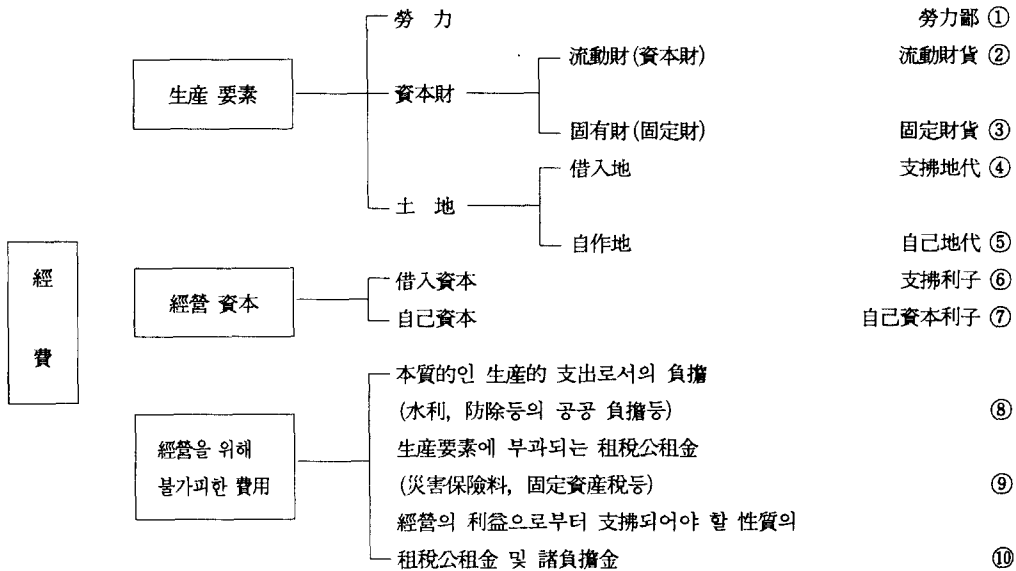 勞 力 勞力鄙 ①
流動財(資本財) 流動財貨 ②
生産 要素 資本財
固有財(固定財) 固定財貨 ③
借入地 支拂地代 ④
土 地
自作地 自己地代 ⑤
經
費
經營 資本
借入資本 支拂利子 ⑥
自己資本 自己資本利子 ⑦
本質的인 生産的 支出로서의 負擔
(水利, 防除등의 공공 負擔등) ⑧
經營을 위해
불가피한 費用
生産要素에 부과되는 租稅公租金
(災害保險料, 固定資産稅등) ⑨
經營의 利益으로부터 支拂되어야 할 性質의
租稅公租金 및 諸負擔金 ⑩